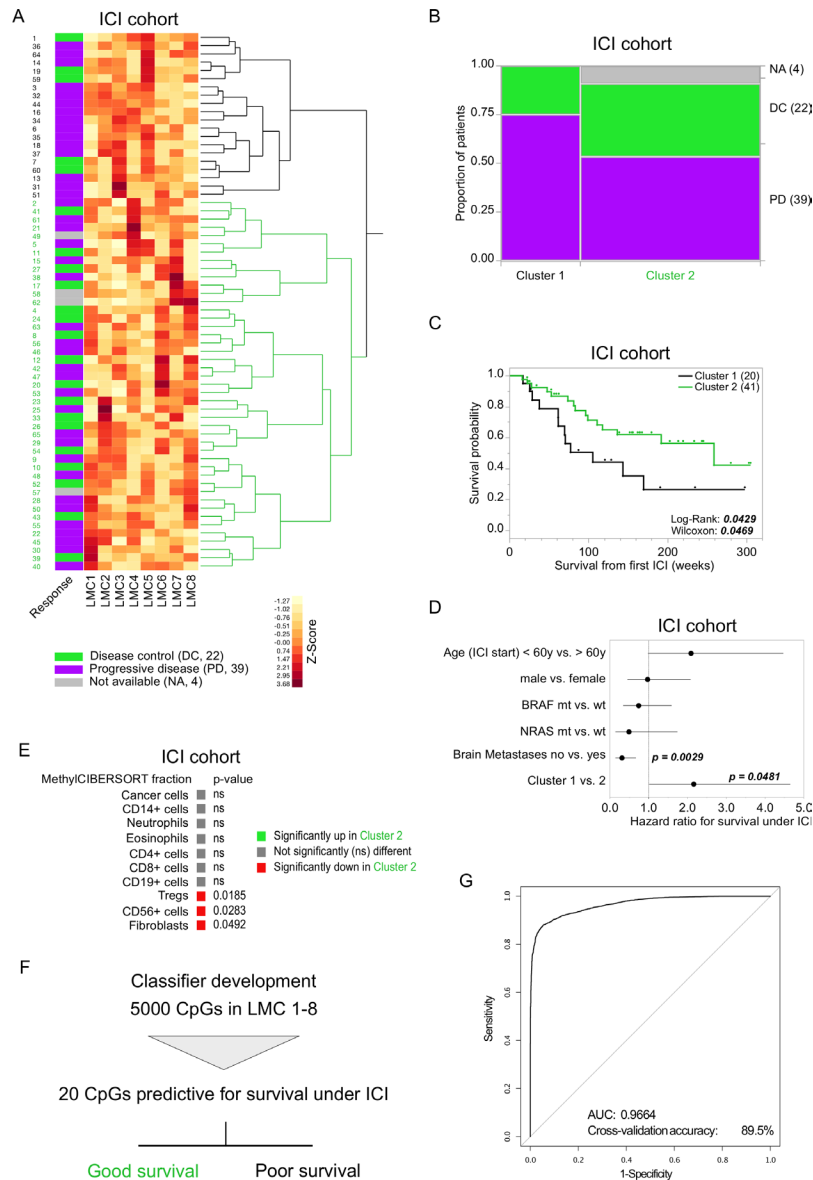 A
ICI cohort
1
36
64
14
19
59
3
32
44
16
34
6
35
18
37
7
60
13
31
51
2
41
61
21
49
5
11
15
27
38
17
58
62
4
24
63
8
56
46
12
42
47
20
53
23
25
33
26
65
29
54
9
10
48
52
57
28
50
43
55
22
45
30
39
40
Response
LMC1
LMC2
LMC3
LMC4
LMC5
LMC6
LMC7
LMC8
-1.27
-1.02
-0.76
-0.51
-0.25
-0.00
0.74
1.47
2.21
2.95
3.68
Z-Score
Disease control (DC, 22)
Progressive disease (PD, 39)
Not available (NA, 4)
B
ICI cohort
Proportion of patients
1.00
0.75
0.50
0.25
0.00
NA (4)
DC (22)
PD (39)
Cluster 1
Cluster 2
C
ICI cohort
Survival probability
1.0
0.8
0.6
0.4
0.2
0.0
Cluster 1 (20)
Cluster 2 (41)
Log-Rank: 0.0429
Wilcoxon: 0.0469
0 100 200 300
Survival from first ICI (weeks)
D
ICI cohort
Age (ICI start) < 60y vs. > 60y
male vs. female
BRAF mt vs. wt
NRAS mt vs. wt
Brain Metastases no vs. yes
p = 0.0029
Cluster 1 vs. 2
p = 0.0481
0.0 1.0 2.0 3.0 4.0 5.0
Hazard ratio for survival under ICI
E
ICI cohort
MethylCIBERSORT fraction p-value
Cancer cells ns
CD14+ cells ns
Neutrophils ns
Eosinophils ns
CD4+ cells ns
CD8+ cells ns
CD19+ cells ns
Tregs 0.0185
CD56+ cells 0.0283
Fibroblasts 0.0492
Significantly up in Cluster 2
Not significantly (ns) different
Significantly down in Cluster 2
F
Classifier development
5000 CpGs in LMC 1-8
20 CpGs predictive for survival under ICI
Good survival Poor survival
G
Sensitivity
1.0
0.8
0.6
0.4
0.2
0.0
AUC: 0.9664
Cross-validation accuracy: 89.5%
0.0 0.2 0.4 0.6 0.8 1.0
1-Specificity